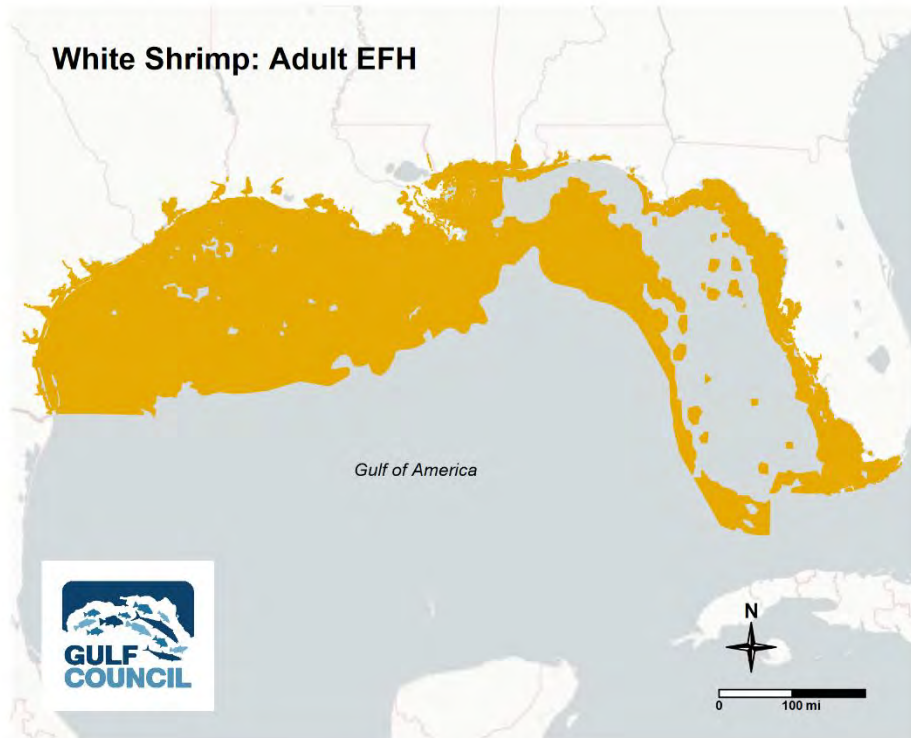 White Shrimp: Adult EFH
Gulf of America
GULF
COUNCIL
N
0 100 mi